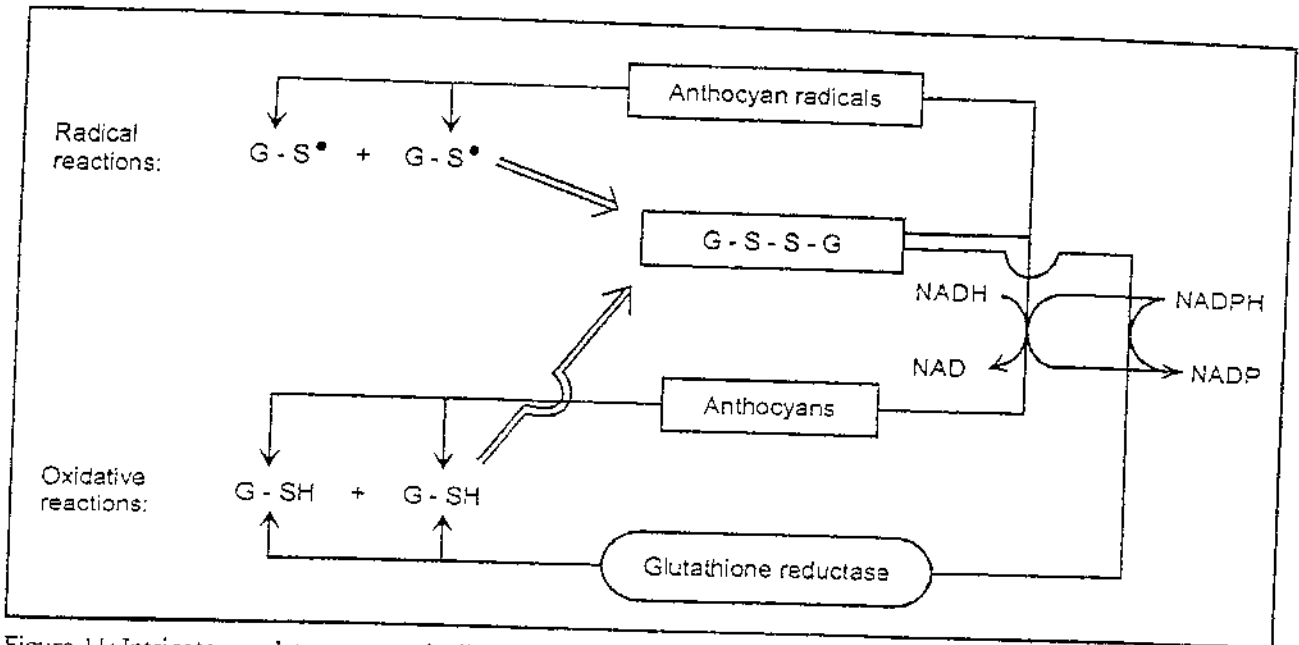 Anthocyan radicals
Radical
reactions:
G - S• + G - S•
G - S - S - G
NADH
NADPH
NAD
NADP
Anthocyans
Oxidative
reactions:
G - SH + G - SH
Glutathione reductase